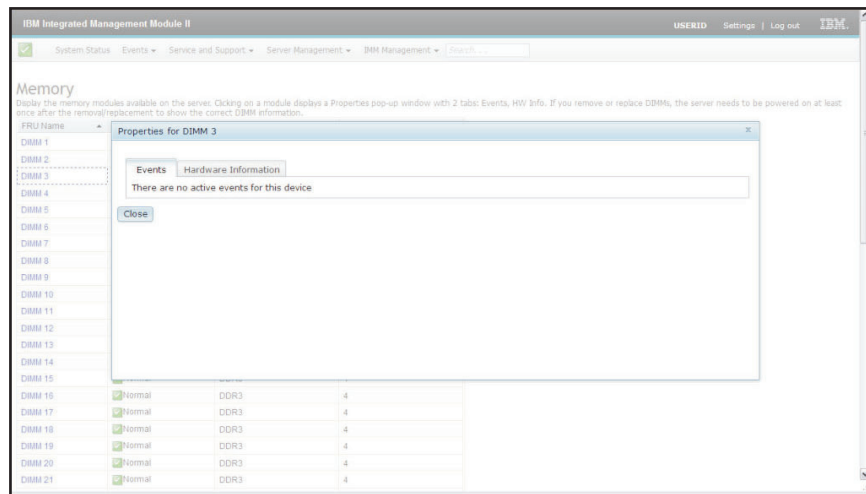 IBM Integrated Management Module II
USERID Settings | Log out IBM.
System Status Events Service and Support Server Management IMM Management Search ...
Memory
Display the memory modules available on the server. Clicking on a module displays a Properties pop-up window with 2 tabs: Events, HW Info. If you remove or replace DIMMs, the server needs to be powered on at least
once after the removal/replacement to show the correct DIMM information.
FRU Name
Properties for DIMM 3 x
DIMM 1
DIMM 2
Events Hardware Information
DIMM 3
There are no active events for this device
DIMM 4
DIMM 5
Close
DIMM 6
DIMM 7
DIMM 8
DIMM 9
DIMM 10
DIMM 11
DIMM 12
DIMM 13
DIMM 14
DIMM 15
DIMM 16 Normal DDR3 4
DIMM 17 Normal DDR3 4
DIMM 18 Normal DDR3 4
DIMM 19 Normal DDR3 4
DIMM 20 Normal DDR3 4
DIMM 21 Normal DDR3 4